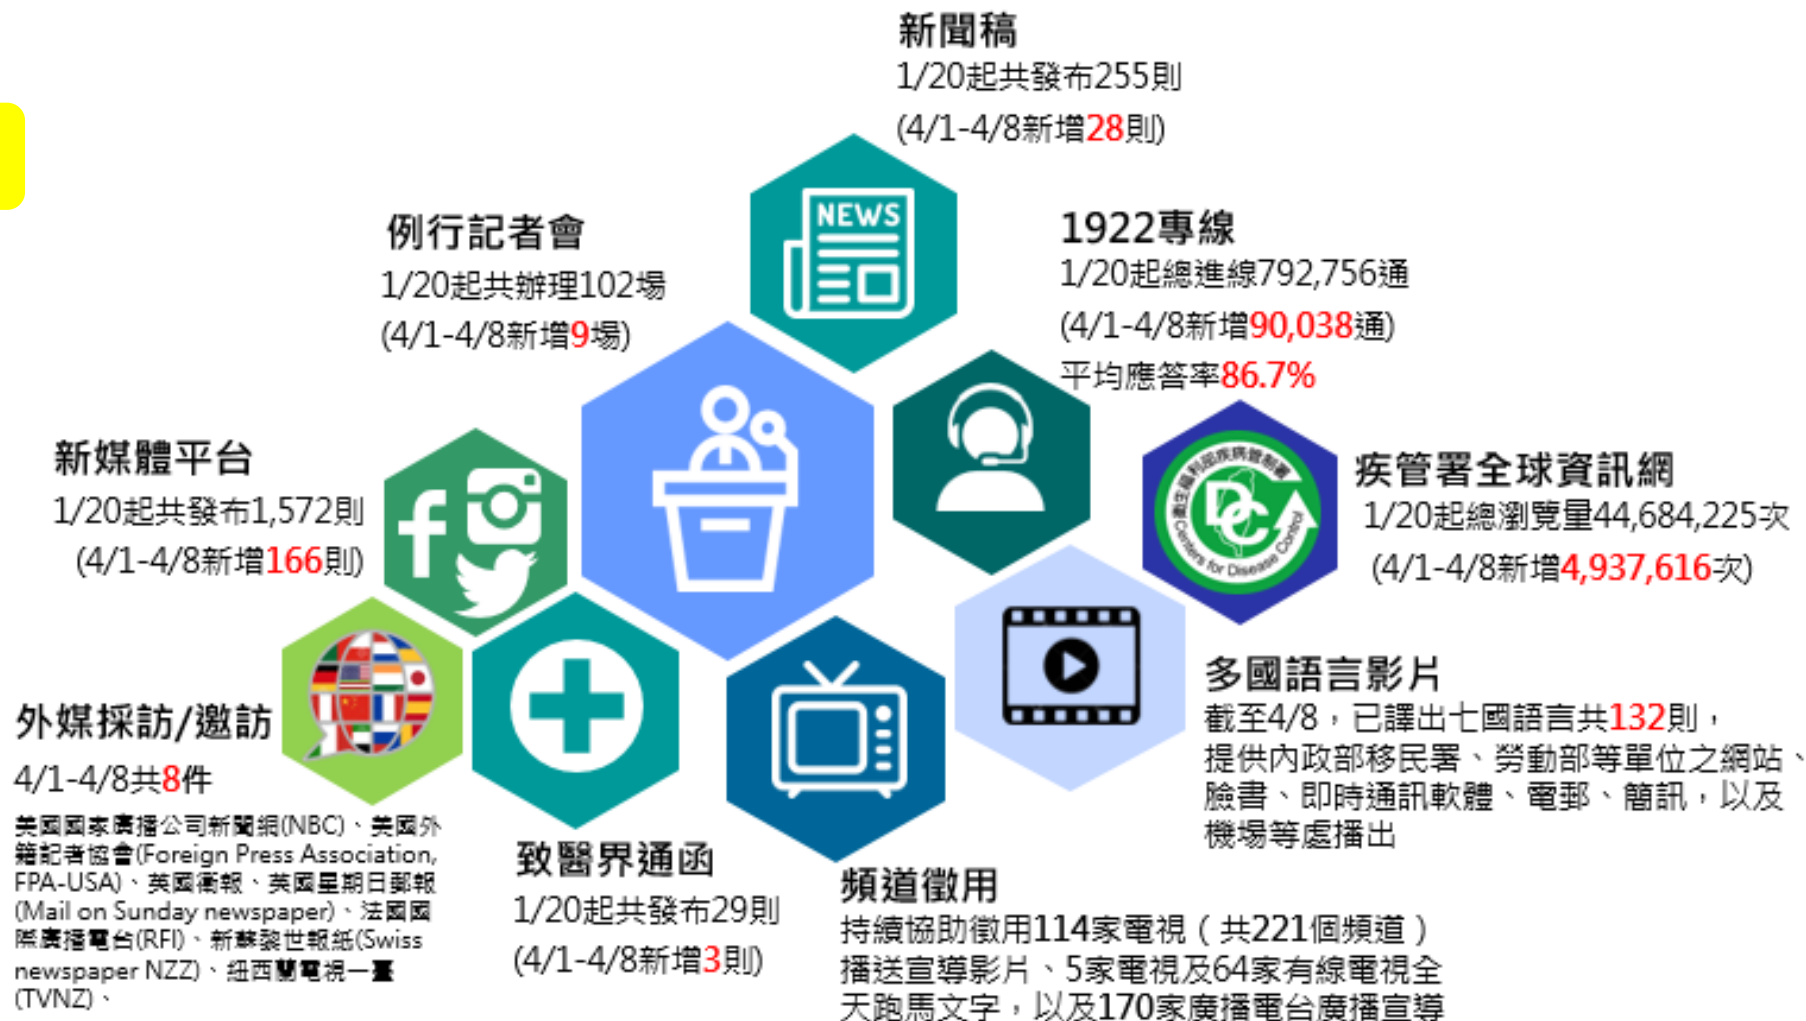 新聞稿
1/20起共發布255則
(4/1-4/8新增28則)
NEWS
例行記者會
1/20起共辦理102場
(4/1-4/8新增9場)
1922專線
1/20起總進線792,756通
(4/1-4/8新增90,038通)
平均應答率86.7%
新媒體平台
1/20起共發布1,572則
(4/1-4/8新增166則)
衛生福利部疾病管制署
Centers for Disease Control
疾管署全球資訊網
1/20起總瀏覽量44,684,225次
(4/1-4/8新增4,937,616次)
外媒採訪/邀訪
4/1-4/8共8件
美國國家廣播公司新聞網(NBC)、美國外
籍記者協會(Foreign Press Association,
FPA-USA)、英國衛報、英國星期日郵報
(Mail on Sunday newspaper)、法國國
際廣播電台(RFI)、新蘇黎世報紙(Swiss
newspaper NZZ)、紐西蘭電視一臺
(TVNZ)、
致醫界通函
1/20起共發布29則
(4/1-4/8新增3則)
頻道徵用
持續協助徵用114家電視（共221個頻道）
播送宣導影片、5家電視及64家有線電視全
天跑馬文字，以及170家廣播電台廣播宣導
多國語言影片
截至4/8，已譯出七國語言共132則，
提供內政部移民署、勞動部等單位之網站、
臉書、即時通訊軟體、電郵、簡訊，以及
機場等處播出